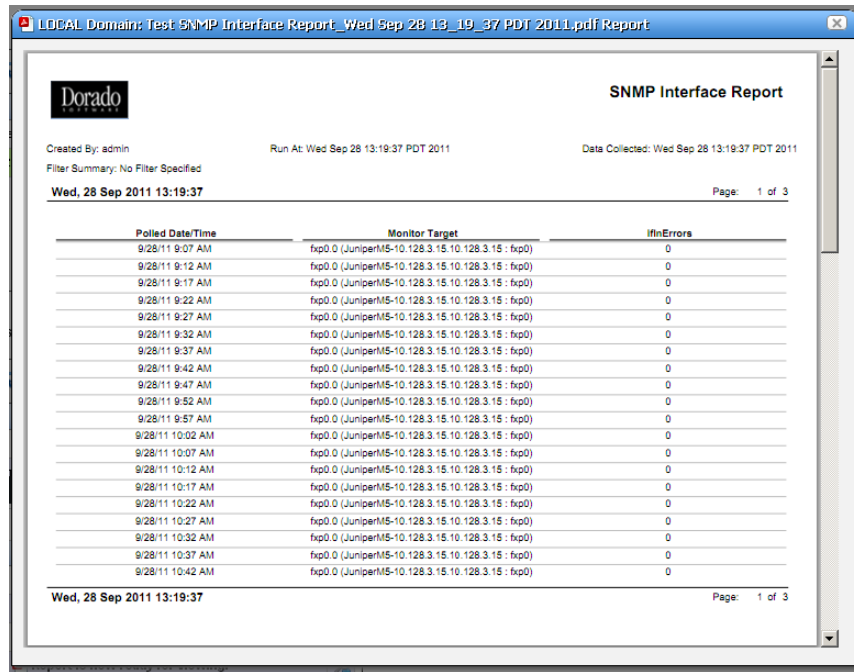 LOCAL Domain: Test SNMP Interface Report_Wed Sep 28 13_19_37 PDT 2011.pdf Report
Dorado
SOFTWARE
SNMP Interface Report
Created By: admin Run At: Wed Sep 28 13:19:37 PDT 2011 Data Collected: Wed Sep 28 13:19:37 PDT 2011
Filter Summary: No Filter Specified
Wed, 28 Sep 2011 13:19:37 Page: 1 of 3
Polled Date/Time Monitor Target ifInErrors
9/28/11 9:07 AM fxp0.0 (JuniperM5-10.128.3.15.10.128.3.15 : fxp0) 0
9/28/11 9:12 AM fxp0.0 (JuniperM5-10.128.3.15.10.128.3.15 : fxp0) 0
9/28/11 9:17 AM fxp0.0 (JuniperM5-10.128.3.15.10.128.3.15 : fxp0) 0
9/28/11 9:22 AM fxp0.0 (JuniperM5-10.128.3.15.10.128.3.15 : fxp0) 0
9/28/11 9:27 AM fxp0.0 (JuniperM5-10.128.3.15.10.128.3.15 : fxp0) 0
9/28/11 9:32 AM fxp0.0 (JuniperM5-10.128.3.15.10.128.3.15 : fxp0) 0
9/28/11 9:37 AM fxp0.0 (JuniperM5-10.128.3.15.10.128.3.15 : fxp0) 0
9/28/11 9:42 AM fxp0.0 (JuniperM5-10.128.3.15.10.128.3.15 : fxp0) 0
9/28/11 9:47 AM fxp0.0 (JuniperM5-10.128.3.15.10.128.3.15 : fxp0) 0
9/28/11 9:52 AM fxp0.0 (JuniperM5-10.128.3.15.10.128.3.15 : fxp0) 0
9/28/11 9:57 AM fxp0.0 (JuniperM5-10.128.3.15.10.128.3.15 : fxp0) 0
9/28/11 10:02 AM fxp0.0 (JuniperM5-10.128.3.15.10.128.3.15 : fxp0) 0
9/28/11 10:07 AM fxp0.0 (JuniperM5-10.128.3.15.10.128.3.15 : fxp0) 0
9/28/11 10:12 AM fxp0.0 (JuniperM5-10.128.3.15.10.128.3.15 : fxp0) 0
9/28/11 10:17 AM fxp0.0 (JuniperM5-10.128.3.15.10.128.3.15 : fxp0) 0
9/28/11 10:22 AM fxp0.0 (JuniperM5-10.128.3.15.10.128.3.15 : fxp0) 0
9/28/11 10:27 AM fxp0.0 (JuniperM5-10.128.3.15.10.128.3.15 : fxp0) 0
9/28/11 10:32 AM fxp0.0 (JuniperM5-10.128.3.15.10.128.3.15 : fxp0) 0
9/28/11 10:37 AM fxp0.0 (JuniperM5-10.128.3.15.10.128.3.15 : fxp0) 0
9/28/11 10:42 AM fxp0.0 (JuniperM5-10.128.3.15.10.128.3.15 : fxp0) 0
Wed, 28 Sep 2011 13:19:37 Page: 1 of 3